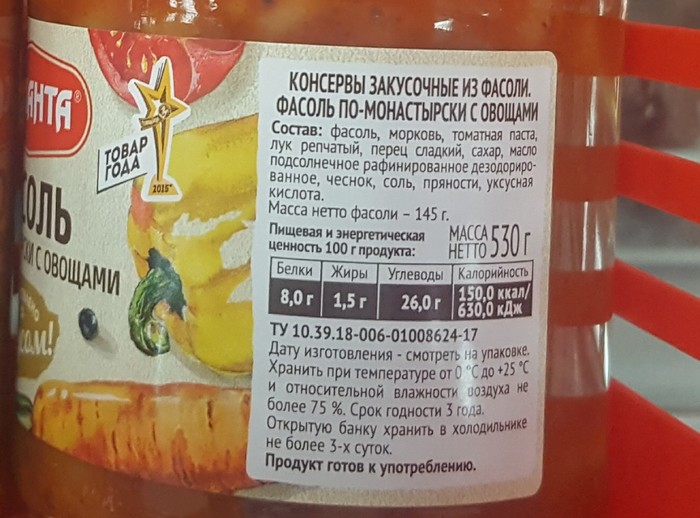 АНТА®
ТОВАР
ГОДА
2015
СОЛЬ
С ОВОЩАМИ
КОНСЕРВЫ ЗАКУСОЧНЫЕ ИЗ ФАСОЛИ.
ФАСОЛЬ ПО-МОНАСТЫРСКИ С ОВОЩАМИ
Состав: фасоль, морковь, томатная паста,
лук репчатый, перец сладкий, сахар, масло
подсолнечное рафинированное дезодориро-
ванное, чеснок, соль, пряности, уксусная
кислота.
Масса нетто фасоли – 145 г.
Пищевая и энергетическая
ценность 100 г продукта:
МАССА
НЕТТО 530 г
Белки Жиры Углеводы Калорийность
8,0 г 1,5 г 26,0 г 150,0 ккал/
630,0 кДж
ТУ 10.39.18-006-01008624-17
Дату изготовления - смотреть на упаковке.
Хранить при температуре от 0 °С до +25 °С
и относительной влажности воздуха не
более 75 %. Срок годности 3 года.
Открытую банку хранить в холодильнике
не более 3-х суток.
Продукт готов к употреблению.